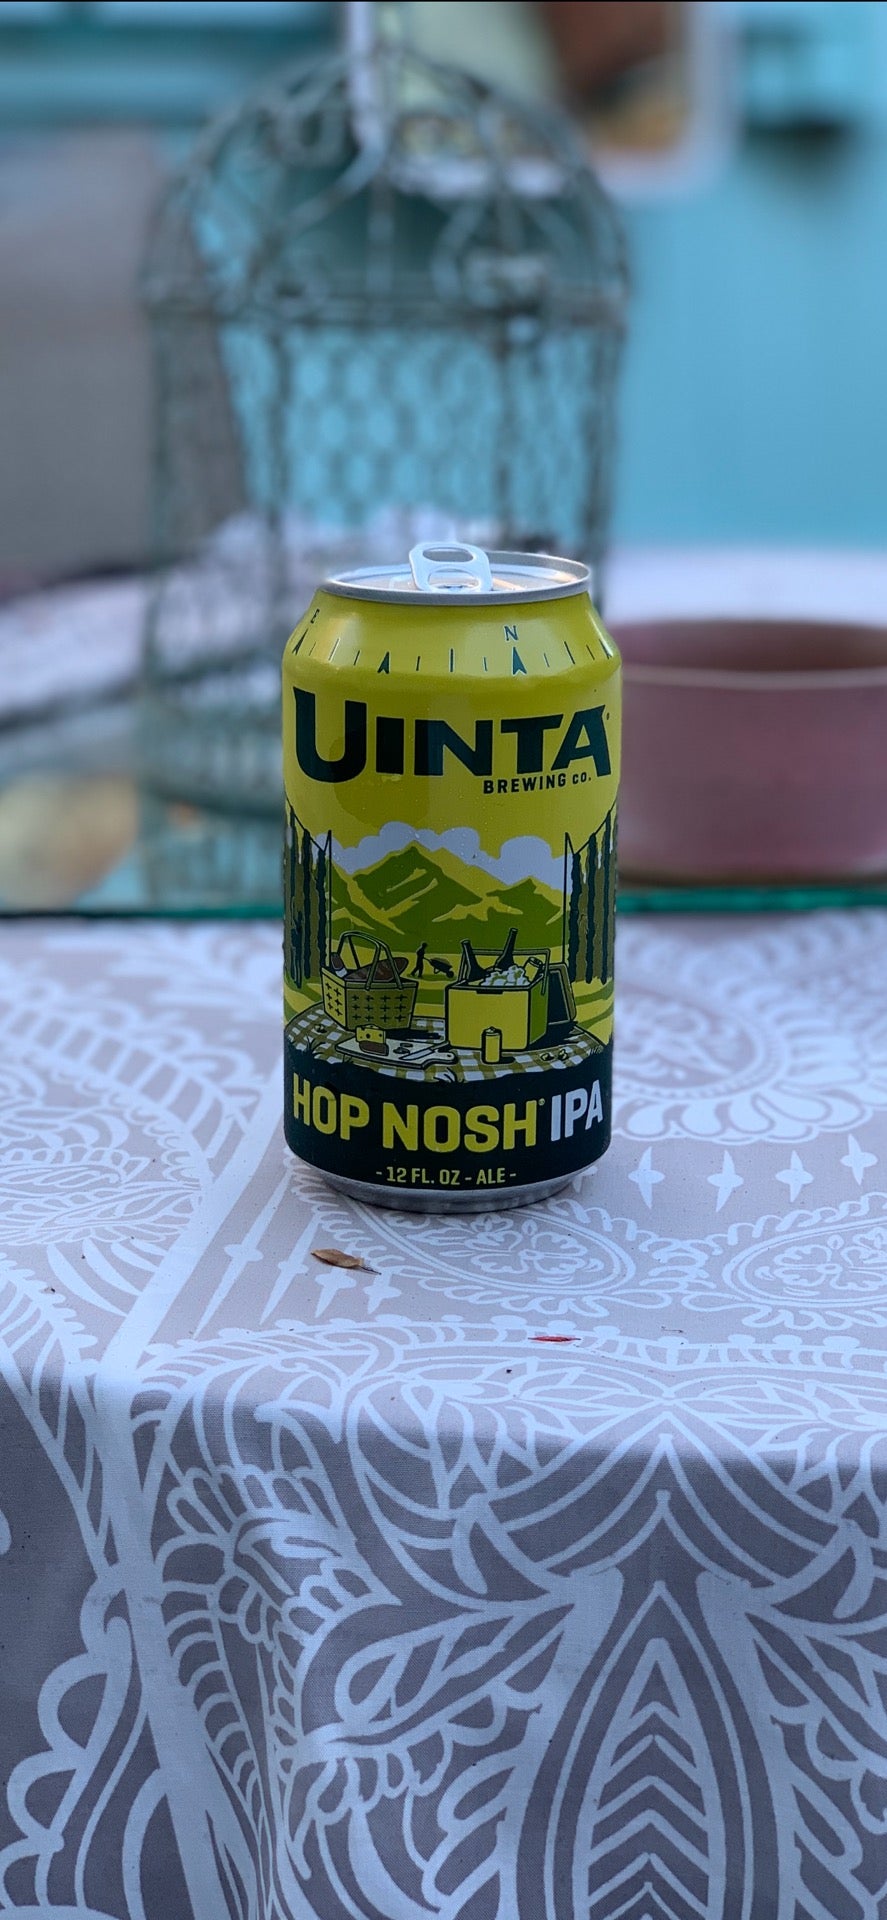 E N
UINTA
BREWING CO.
HOP NOSH® IPA
- 12 FL. OZ - ALE -